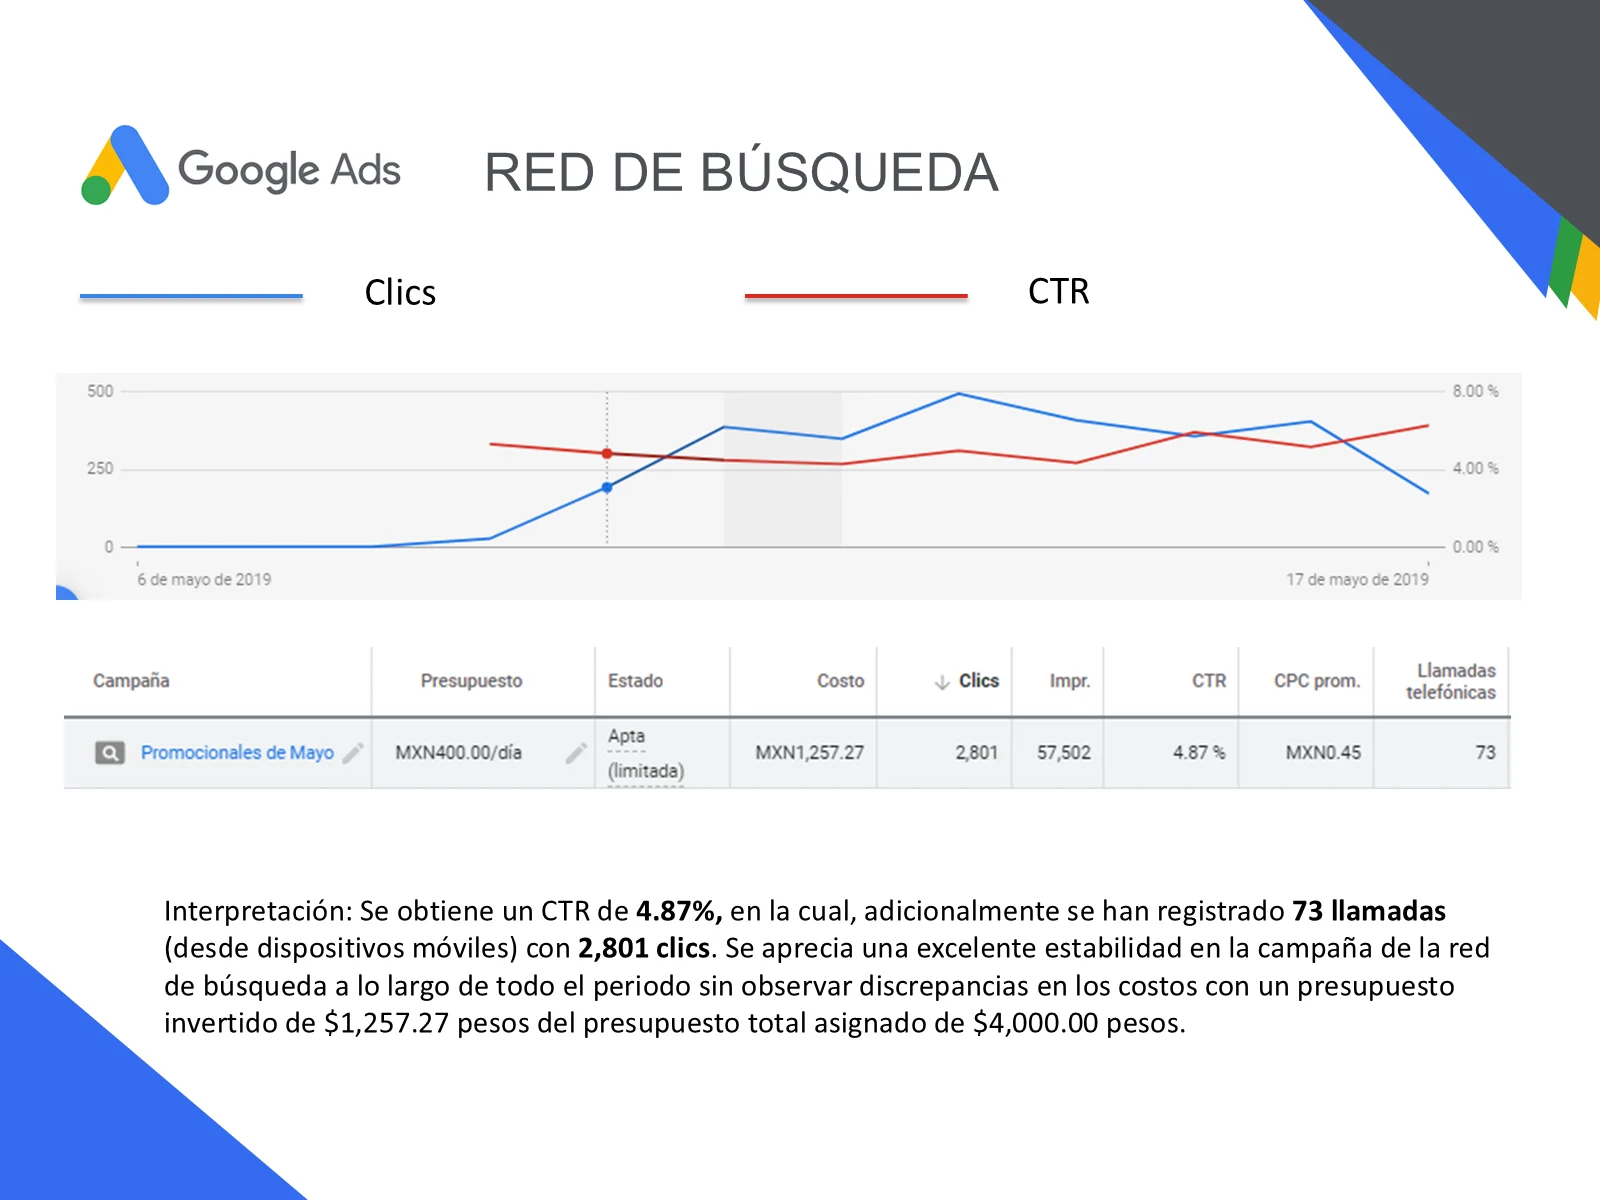 Google Ads
RED DE BÚSQUEDA
Clics
CTR
500
8.00 %
250
4.00 %
0
0.00 %
6 de mayo de 2019
17 de mayo de 2019
Campaña
Presupuesto
Estado
Costo
Clics
Impr.
CTR
CPC prom.
Llamadas
telefónicas
Promocionales de Mayo
MXN400.00/día
Apta
(limitada)
MXN1,257.27
2,801
57,502
4.87 %
MXN0.45
73
Interpretación: Se obtiene un CTR de 4.87%, en la cual, adicionalmente se han registrado 73 llamadas
(desde dispositivos móviles) con 2,801 clics. Se aprecia una excelente estabilidad en la campaña de la red
de búsqueda a lo largo de todo el periodo sin observar discrepancias en los costos con un presupuesto
invertido de $1,257.27 pesos del presupuesto total asignado de $4,000.00 pesos.